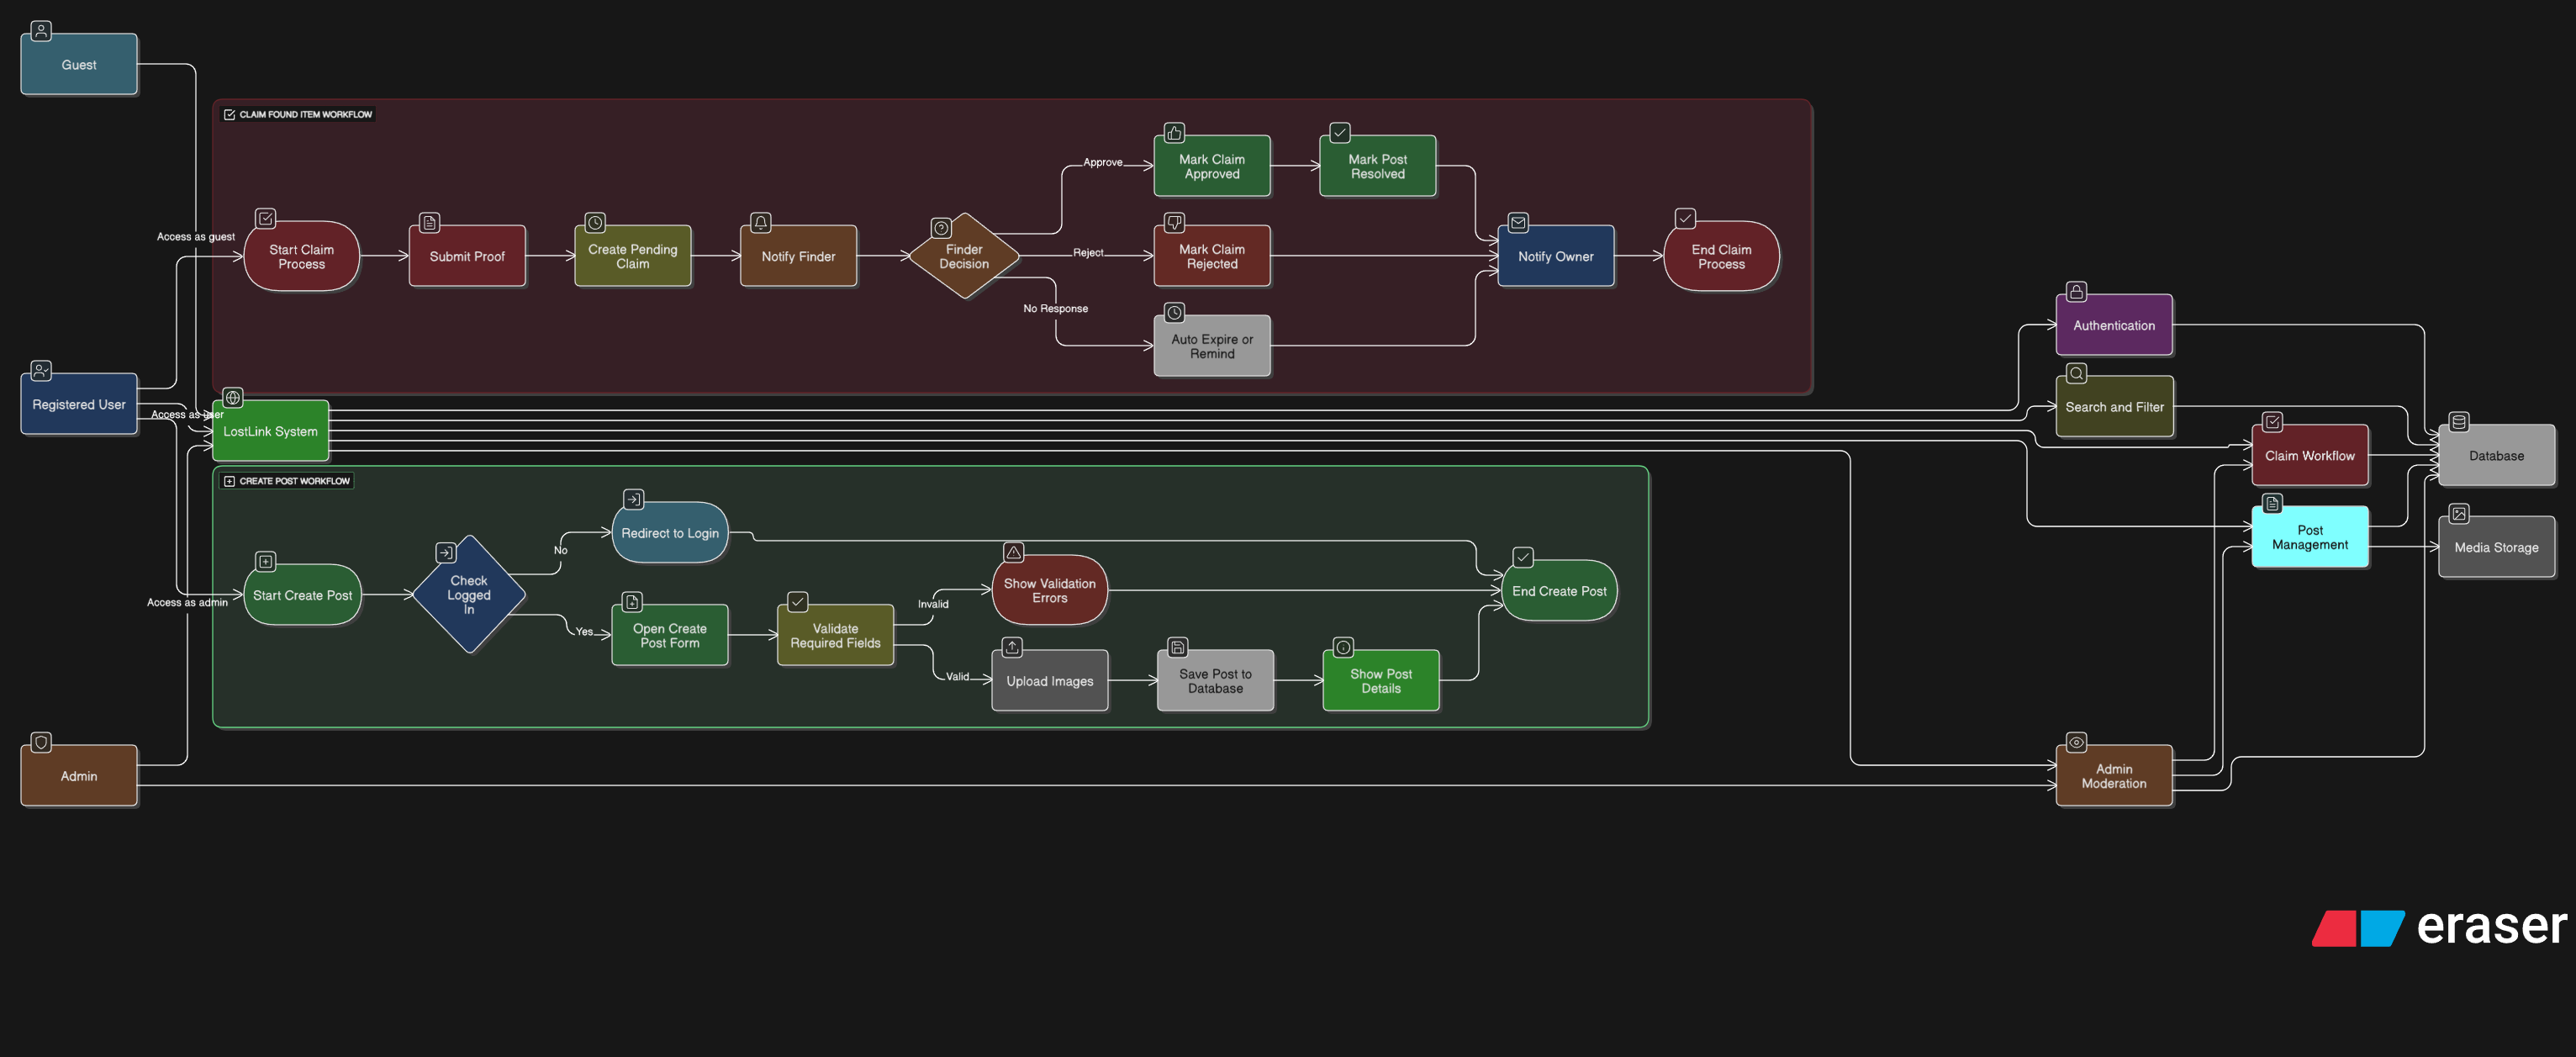 Guest
CLAIM FOUND ITEM WORKFLOW
Approve
Mark Claim
Approved
Mark Post
Resolved
Access as guest
Start Claim
Process
Submit Proof
Create Pending
Claim
Notify Finder
Finder
Decision
Reject
Mark Claim
Rejected
Notify Owner
End Claim
Process
No Response
Auto Expire or
Remind
Authentication
Registered User
Access as user
LostLink System
Search and Filter
Claim Workflow
Database
CREATE POST WORKFLOW
Post
Management
Media Storage
No
Redirect to Login
Access as admin
Start Create Post
Check
Logged
In
Yes
Open Create
Post Form
Validate
Required Fields
Invalid
Show Validation
Errors
End Create Post
Valid
Upload Images
Save Post to
Database
Show Post
Details
Admin
Admin
Moderation
eraser